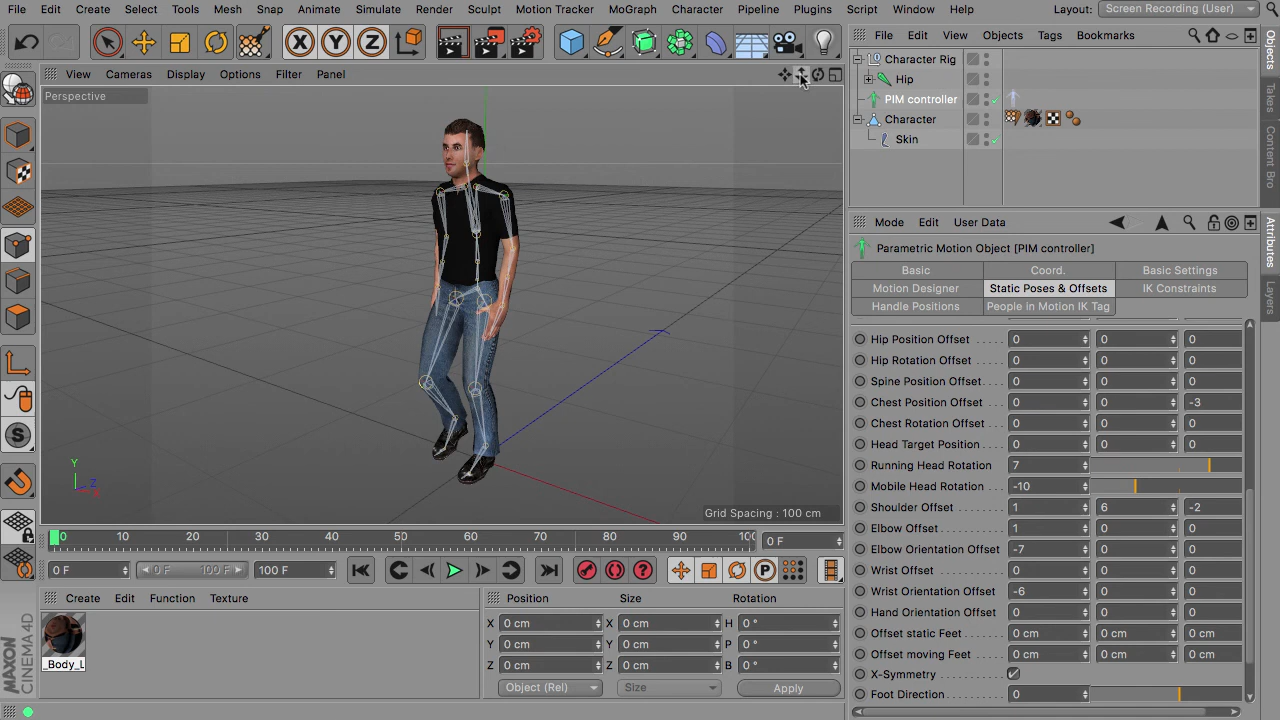 File Edit Create Select Tools Mesh Snap Animate Simulate Render Sculpt Motion Tracker MoGraph Character Pipeline Plugins Script Window Help Layout: Screen Recording (User)
X Y Z
File Edit View Objects Tags Bookmarks
View Cameras Display Options Filter Panel
Perspective
Character Rig
Hip
PIM controller
Character
Skin
Objects
Takes
Content Bro
Attributes
Layers
Mode Edit User Data
Parametric Motion Object [PIM controller]
Basic Coord. Basic Settings
Motion Designer Static Poses & Offsets IK Constraints
Handle Positions People in Motion IK Tag
Hip Position Offset 0 0 0
Hip Rotation Offset 0 0 0
Spine Position Offset 0 0 0
Chest Position Offset 0 0 -3
Chest Rotation Offset 0 0 0
Head Target Position 0 0 0
Running Head Rotation 7
Mobile Head Rotation -10
Shoulder Offset 1 6 -2
Elbow Offset 1 0 0
Elbow Orientation Offset -7 0 0
Wrist Offset 0 0 0
Wrist Orientation Offset -6 0 0
Hand Orientation Offset 0 0 0
Offset static Feet 0 cm 0 cm 0 cm
Offset moving Feet 0 cm 0 cm 0 cm
X-Symmetry
Foot Direction 0
Y
Z
X
Grid Spacing : 100 cm
0 10 20 30 40 50 60 70 80 90 100 0 F
0 F 0 F 100 F 100 F
P
S
Create Edit Function Texture
_Body_L
Position Size Rotation
X 0 cm X 0 cm H 0 °
Y 0 cm Y 0 cm P 0 °
Z 0 cm Z 0 cm B 0 °
Object (Rel) Size Apply
MAXON
CINEMA 4D